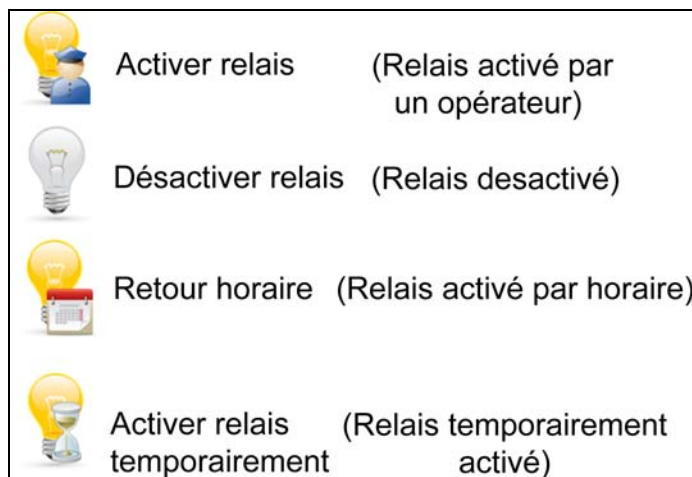 Activer relais (Relais activé par
un opérateur)
Désactiver relais (Relais desactivé)
Retour horaire (Relais activé par horaire)
Activer relais (Relais temporairement
temporairement activé)